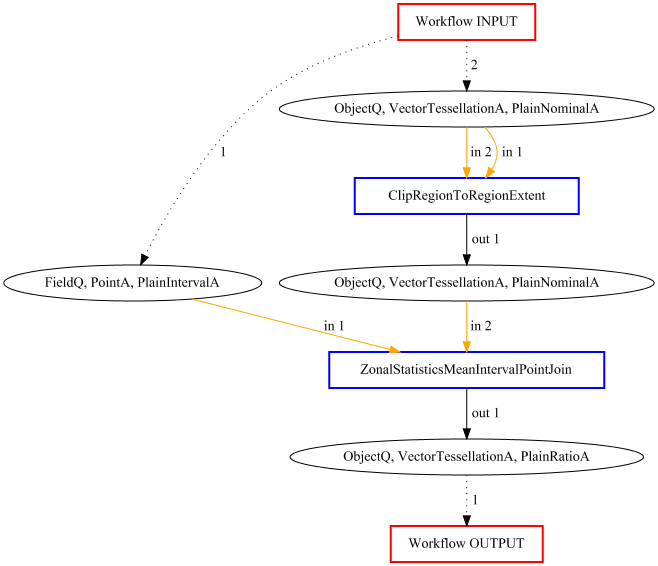 Workflow INPUT
2
ObjectQ, VectorTessellationA, PlainNominalA
1
in 2
in 1
ClipRegionToRegionExtent
out 1
FieldQ, PointA, PlainIntervalA
ObjectQ, VectorTessellationA, PlainNominalA
in 1
in 2
ZonalStatisticsMeanIntervalPointJoin
out 1
ObjectQ, VectorTessellationA, PlainRatioA
1
Workflow OUTPUT